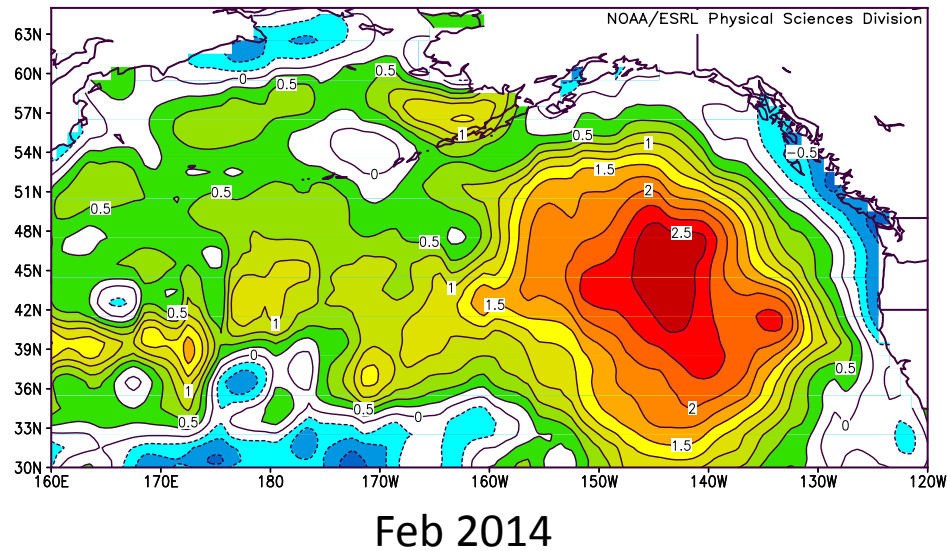 NOAA/ESRL Physical Sciences Division
63N
60N
57N
54N
51N
48N
45N
42N
39N
36N
33N
30N
0
0.5
0.5
1
0.5
1
0
1.5
-0.5
0.5
0.5
2
2.5
0.5
1
1
0.5
1
0
1
0.5
0.5
0
0.5
2
0
1.5
160E
170E
180
170W
160W
150W
140W
130W
120W
Feb 2014